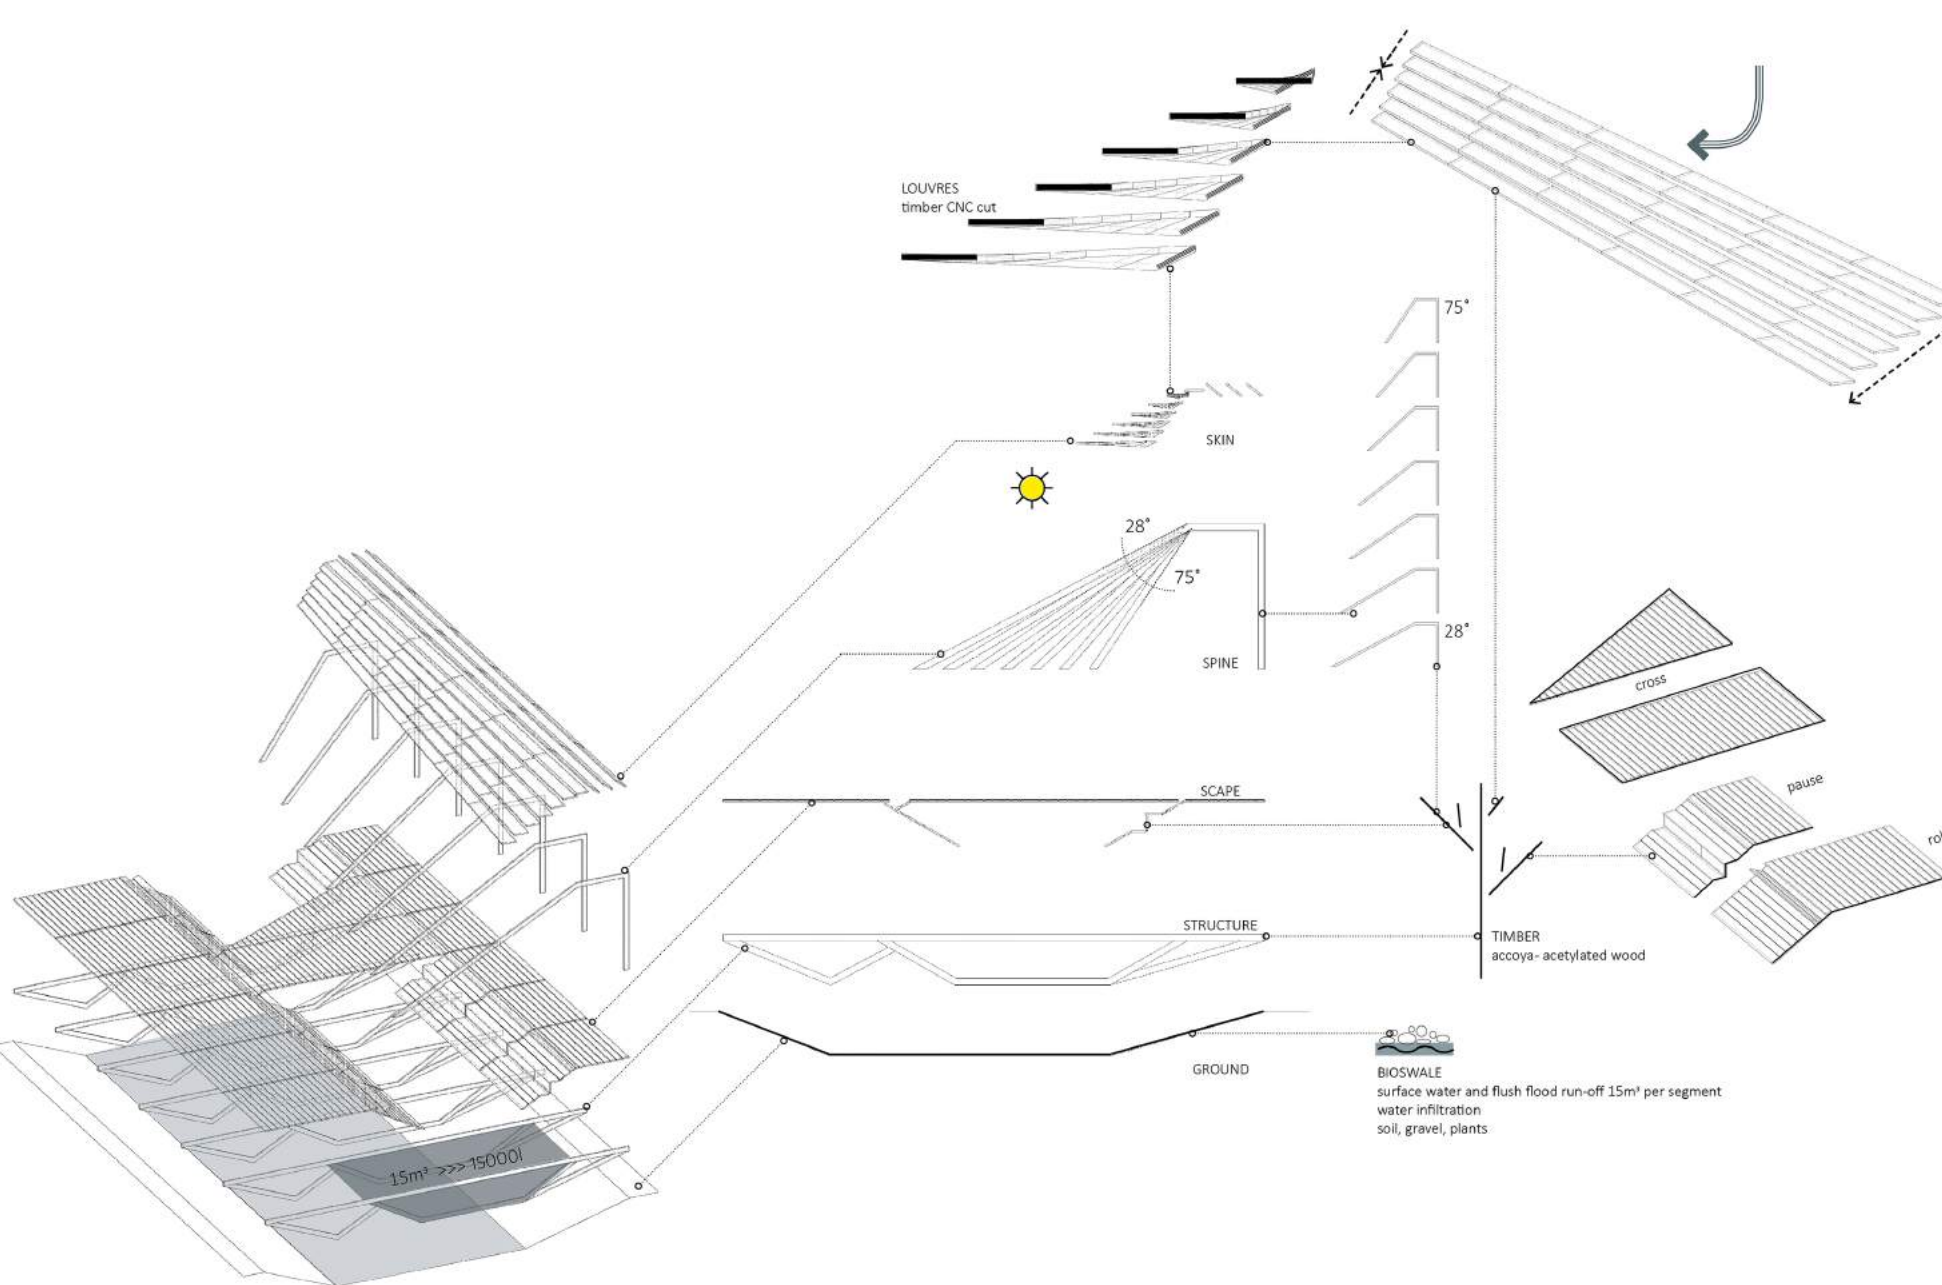 LOUVRES
timber CNC cut
75°
SKIN
28°
75°
28°
SPINE
cross
SCAPE
pause
STRUCTURE
TIMBER
accoya- acetylated wood
GROUND
BIOSWALE
surface water and flush flood run-off 15m³ per segment
water infiltration
soil, gravel, plants
15m³ >>> 15000l